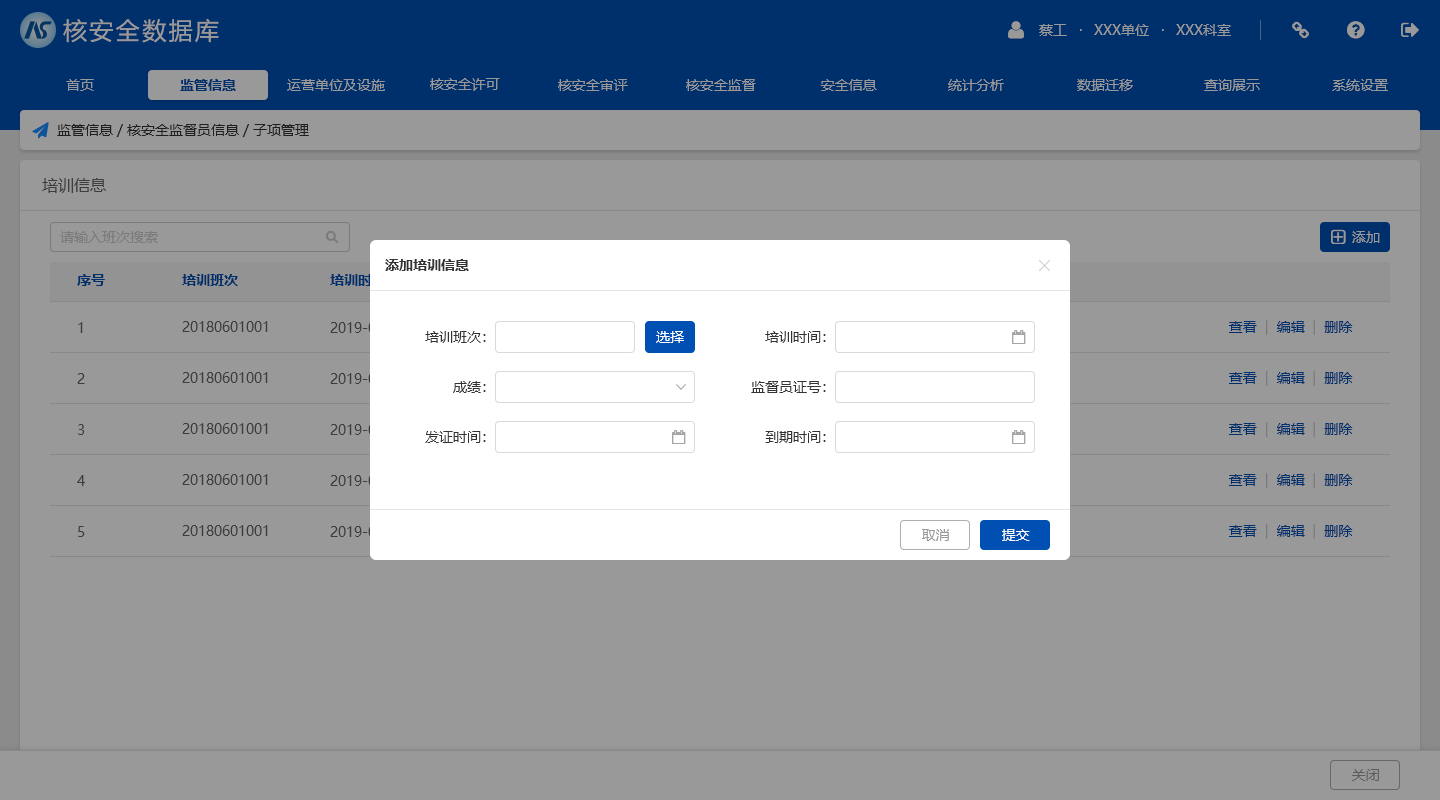 核安全数据库
蔡工 · XXX单位 · XXX科室
首页 监管信息 运营单位及设施 核安全许可 核安全审评 核安全监督 安全信息 统计分析 数据迁移 查询展示 系统设置
监管信息 / 核安全监督员信息 / 子项管理
培训信息
请输入班次搜索 添加
序号 培训班次 培训时
1 20180601001 2019- 查看 编辑 删除
2 20180601001 2019- 查看 编辑 删除
3 20180601001 2019- 查看 编辑 删除
4 20180601001 2019- 查看 编辑 删除
5 20180601001 2019- 查看 编辑 删除
添加培训信息
培训班次: 选择 培训时间:
成绩: 监督员证号:
发证时间: 到期时间:
取消 提交
关闭